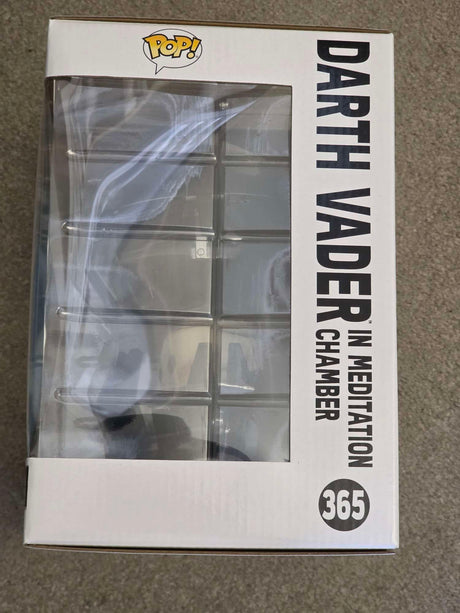 POP!
DARTH VADER
IN MEDITATION
CHAMBER
365